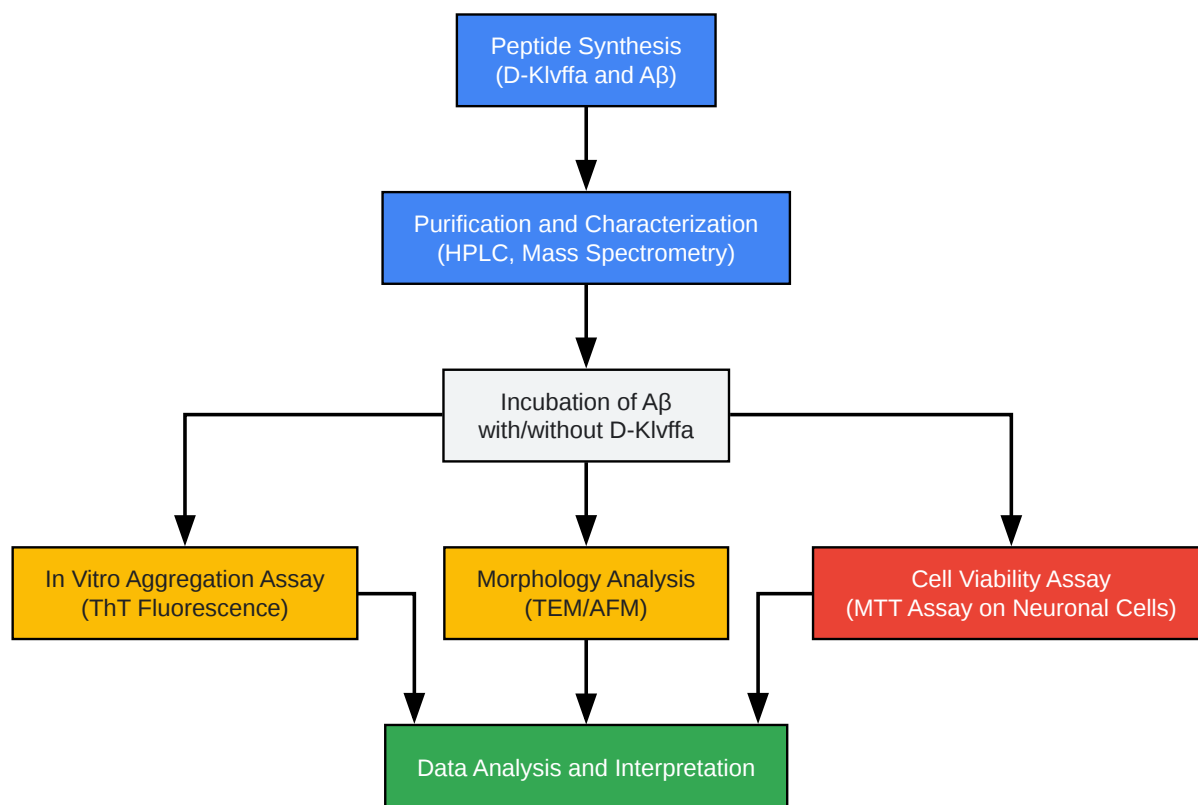 Peptide Synthesis
(D-Klvffa and Aβ)
Purification and Characterization
(HPLC, Mass Spectrometry)
Incubation of Aβ
with/without D-Klvffa
In Vitro Aggregation Assay
(ThT Fluorescence)
Morphology Analysis
(TEM/AFM)
Cell Viability Assay
(MTT Assay on Neuronal Cells)
Data Analysis and Interpretation